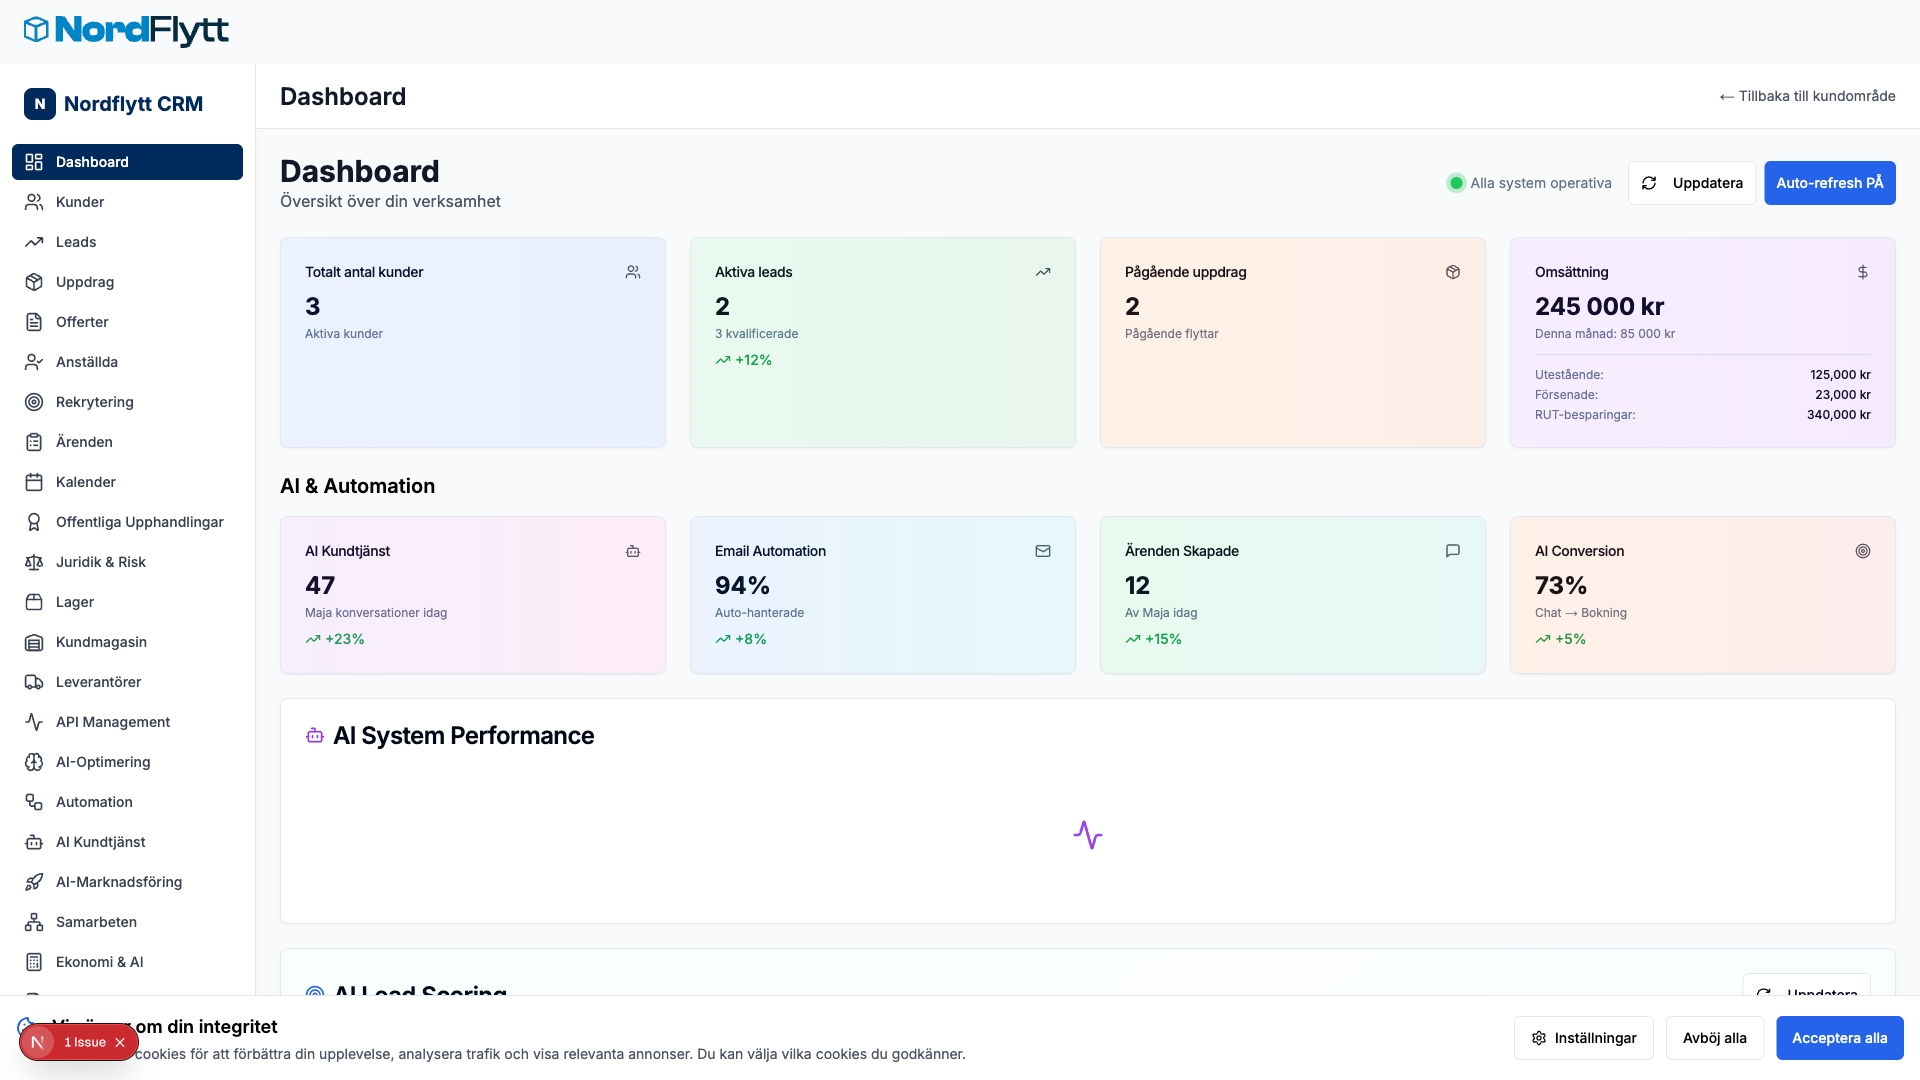 NordFlytt
N Nordflytt CRM
Dashboard
Kunder
Leads
Uppdrag
Offerter
Anställda
Rekrytering
Ärenden
Kalender
Offentliga Upphandlingar
Juridik & Risk
Lager
Kundmagasin
Leverantörer
API Management
AI-Optimering
Automation
AI Kundtjänst
AI-Marknadsföring
Samarbeten
Ekonomi & AI
Dashboard
← Tillbaka till kundområde
Dashboard
Översikt över din verksamhet
Alla system operativa
Uppdatera
Auto-refresh PÅ
Totalt antal kunder
3
Aktiva kunder
Aktiva leads
2
3 kvalificerade
+12%
Pågående uppdrag
2
Pågående flyttar
Omsättning
245 000 kr
Denna månad: 85 000 kr
Utestående: 125,000 kr
Försenade: 23,000 kr
RUT-besparingar: 340,000 kr
AI & Automation
AI Kundtjänst
47
Maja konversationer idag
+23%
Email Automation
94%
Auto-hanterade
+8%
Ärenden Skapade
12
Av Maja idag
+15%
AI Conversion
73%
Chat → Bokning
+5%
AI System Performance
AI Lead Scoring
Uppdatera
om din integritet
cookies för att förbättra din upplevelse, analysera trafik och visa relevanta annonser. Du kan välja vilka cookies du godkänner.
N 1 Issue
Inställningar
Avböj alla
Acceptera alla